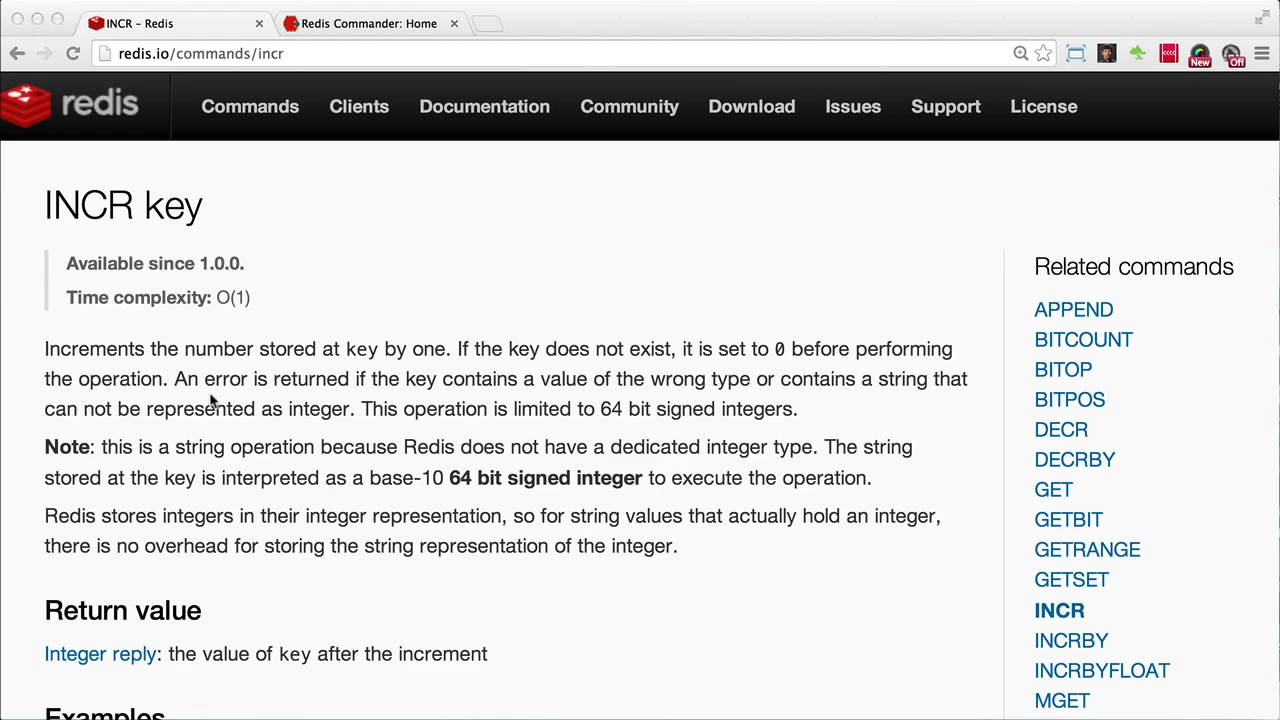 INCR – Redis
Redis Commander: Home
redis.io/commands/incr
New
Off
redis
Commands Clients Documentation Community Download Issues Support License
INCR key
Available since 1.0.0.
Time complexity: O(1)
Increments the number stored at key by one. If the key does not exist, it is set to 0 before performing
the operation. An error is returned if the key contains a value of the wrong type or contains a string that
can not be represented as integer. This operation is limited to 64 bit signed integers.
Note: this is a string operation because Redis does not have a dedicated integer type. The string
stored at the key is interpreted as a base-10 64 bit signed integer to execute the operation.
Redis stores integers in their integer representation, so for string values that actually hold an integer,
there is no overhead for storing the string representation of the integer.
Return value
Integer reply: the value of key after the increment
Examples
Related commands
APPEND
BITCOUNT
BITOP
BITPOS
DECR
DECRBY
GET
GETBIT
GETRANGE
GETSET
INCR
INCRBY
INCRBYFLOAT
MGET